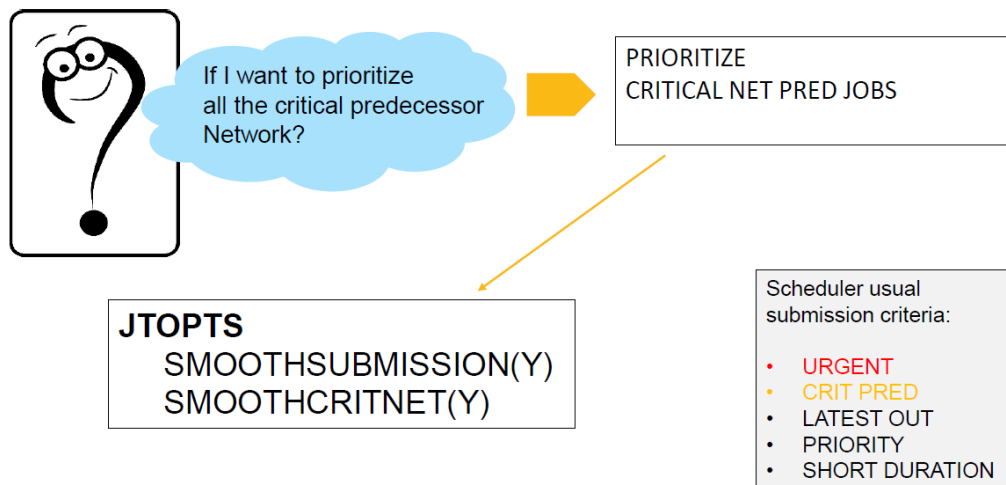 If I want to prioritize
all the critical predecessor
Network?
PRIORITIZE
CRITICAL NET PRED JOBS
JTOPTS
SMOOTHSUBMISSION(Y)
SMOOTHCRITNET(Y)
Scheduler usual
submission criteria:
• URGENT
• CRIT PRED
• LATEST OUT
• PRIORITY
• SHORT DURATION